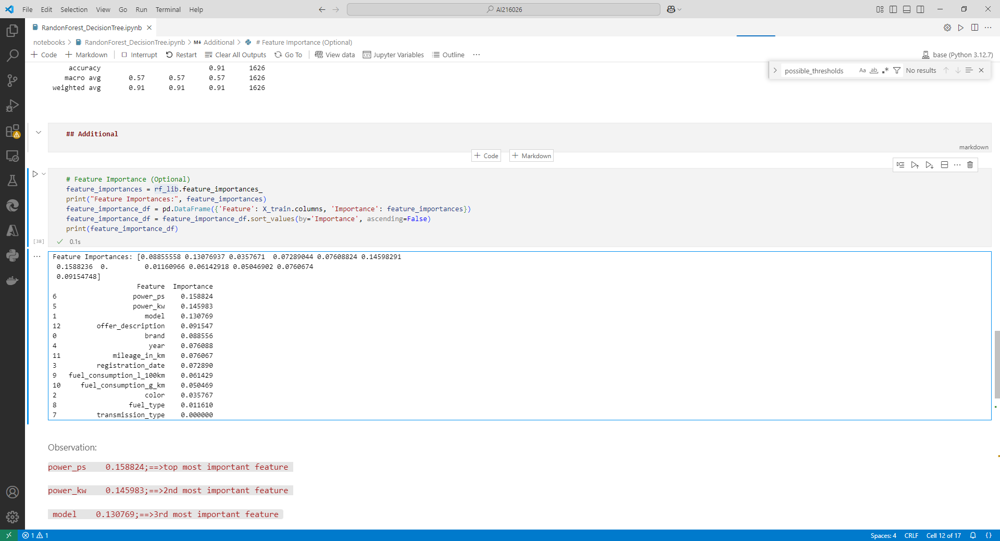 File Edit Selection View Go Run Terminal Help
AI216026
RandonForest_DecisionTree.ipynb
notebooks > RandonForest_DecisionTree.ipynb > M↓ Additional > # Feature Importance (Optional)
+ Code + Markdown Interrupt Restart Clear All Outputs Go To View data Jupyter Variables Outline ...
base (Python 3.12.7)
possible_thresholds Aa ab .* No results
accuracy 0.91 1626
macro avg 0.57 0.57 0.57 1626
weighted avg 0.91 0.91 0.91 1626
## Additional
markdown
+ Code + Markdown
# Feature Importance (Optional)
feature_importances = rf_lib.feature_importances_
print("Feature Importances:", feature_importances)
feature_importance_df = pd.DataFrame({'Feature': X_train.columns, 'Importance': feature_importances})
feature_importance_df = feature_importance_df.sort_values(by='Importance', ascending=False)
print(feature_importance_df)
[38] 0.1s
Feature Importances: [0.08855558 0.13076937 0.0357671 0.07289044 0.07608824 0.14598291
0.1588236 0. 0.01160966 0.06142918 0.05046902 0.0760674
0.09154748]
Feature Importance
6 power_ps 0.158824
5 power_kw 0.145983
1 model 0.130769
12 offer_description 0.091547
0 brand 0.088556
4 year 0.076088
11 mileage_in_km 0.076067
3 registration_date 0.072890
9 fuel_consumption_l_100km 0.061429
10 fuel_consumption_g_km 0.050469
2 color 0.035767
8 fuel_type 0.011610
7 transmission_type 0.000000
Observation:
power_ps 0.158824;==>top most important feature
power_kw 0.145983;==>2nd most important feature
model 0.130769;==>3rd most important feature
1 1
Spaces: 4 CRLF Cell 12 of 17 {}